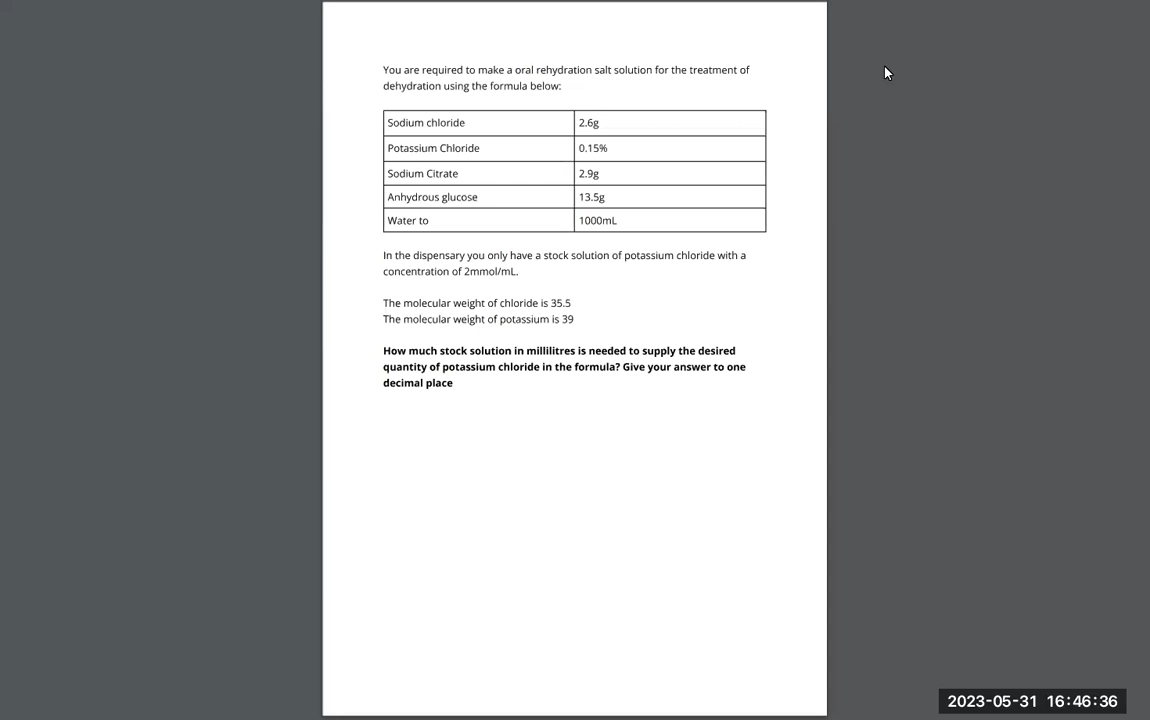 You are required to make a oral rehydration salt solution for the treatment of
dehydration using the formula below:
Sodium chloride 2.6g
Potassium Chloride 0.15%
Sodium Citrate 2.9g
Anhydrous glucose 13.5g
Water to 1000mL
In the dispensary you only have a stock solution of potassium chloride with a
concentration of 2mmol/mL.
The molecular weight of chloride is 35.5
The molecular weight of potassium is 39
How much stock solution in millilitres is needed to supply the desired
quantity of potassium chloride in the formula? Give your answer to one
decimal place
2023-05-31 16:46:36